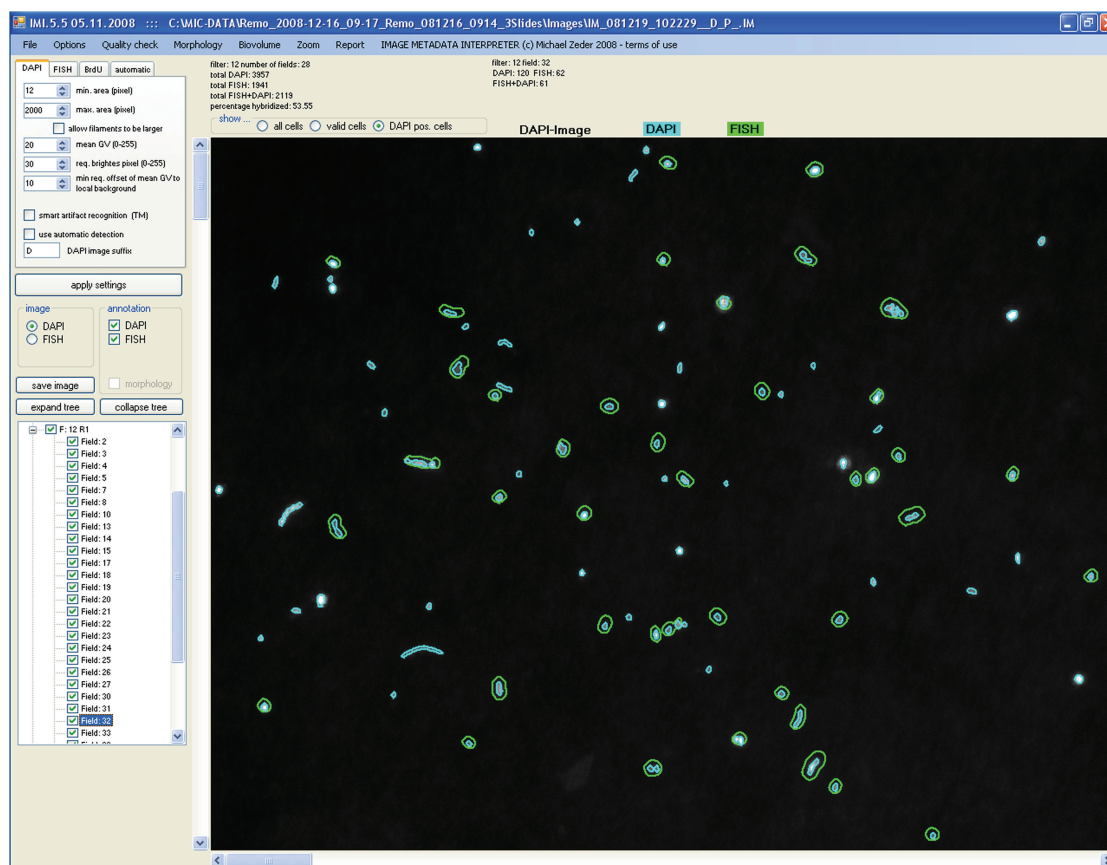 IMI.5.5 05.11.2008 ::: C:\MIC-DATA\Remo_2008-12-16_09-17_Remo_081216_0914_3Slides\Images\IM_081219_102229__D_P_.IM
File Options Quality check Morphology Biovolume Zoom Report IMAGE METADATA INTERPRETER (c) Michael Zeder 2008 - terms of use
DAPI FISH BrdU automatic
12 min. area (pixel)
2000 max. area (pixel)
allow filaments to be larger
20 mean GV (0-255)
30 req. brightes pixel (0-255)
10 min req. offset of mean GV to local background
smart artifact recognition (TM)
use automatic detection
D DAPI image suffix
apply settings
image
DAPI
FISH
annotation
DAPI
FISH
morphology
save image
expand tree collapse tree
F: 12 R1
Field: 2
Field: 3
Field: 4
Field: 5
Field: 7
Field: 8
Field: 10
Field: 13
Field: 14
Field: 15
Field: 17
Field: 18
Field: 19
Field: 20
Field: 21
Field: 22
Field: 23
Field: 24
Field: 25
Field: 26
Field: 27
Field: 30
Field: 31
Field: 32
Field: 33
filter: 12 number of fields: 28
total DAPI: 3957
total FISH: 1941
total FISH+DAPI: 2119
percentage hybridized: 53.55
filter: 12 field: 32
DAPI: 120 FISH: 62
FISH+DAPI: 61
show ...
all cells valid cells DAPI pos. cells
DAPI-Image DAPI FISH